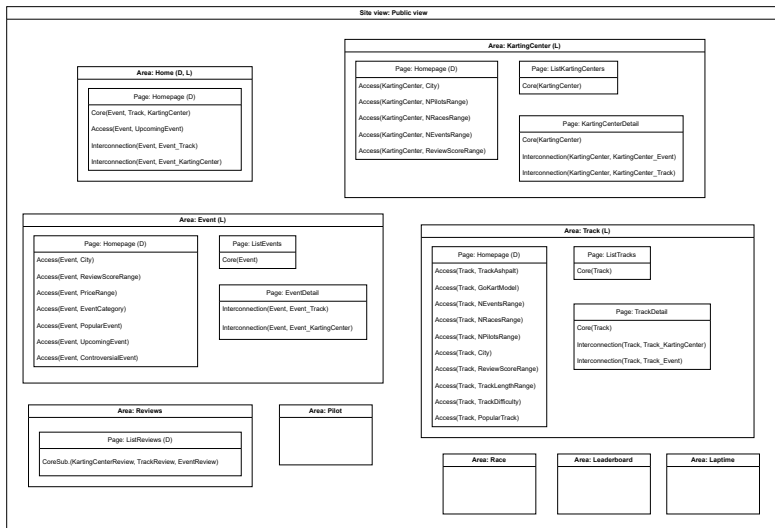 Site view: Public view
Area: Home (D, L)
Page: Homepage (D)
Core(Event, Track, KartingCenter)
Access(Event, UpcomingEvent)
Interconnection(Event, Event_Track)
Interconnection(Event, Event_KartingCenter)
Area: KartingCenter (L)
Page: Homepage (D)
Access(KartingCenter, City)
Access(KartingCenter, NPilotsRange)
Access(KartingCenter, NRacesRange)
Access(KartingCenter, NEventsRange)
Access(KartingCenter, ReviewScoreRange)
Page: ListKartingCenters
Core(KartingCenter)
Page: KartingCenterDetail
Core(KartingCenter)
Interconnection(KartingCenter, KartingCenter_Event)
Interconnection(KartingCenter, KartingCenter_Track)
Area: Event (L)
Page: Homepage (D)
Access(Event, City)
Access(Event, ReviewScoreRange)
Access(Event, PriceRange)
Access(Event, EventCategory)
Access(Event, PopularEvent)
Access(Event, UpcomingEvent)
Access(Event, ControversialEvent)
Page: ListEvents
Core(Event)
Page: EventDetail
Interconnection(Event, Event_Track)
Interconnection(Event, Event_KartingCenter)
Area: Track (L)
Page: Homepage (D)
Access(Track, TrackAshpalt)
Access(Track, GoKartModel)
Access(Track, NEventsRange)
Access(Track, NRacesRange)
Access(Track, NPilotsRange)
Access(Track, City)
Access(Track, ReviewScoreRange)
Access(Track, TrackLengthRange)
Access(Track, TrackDifficulty)
Access(Track, PopularTrack)
Page: ListTracks
Core(Track)
Page: TrackDetail
Core(Track)
Interconnection(Track, Track_KartingCenter)
Interconnection(Track, Track_Event)
Area: Reviews
Page: ListReviews (D)
CoreSub.(KartingCenterReview, TrackReview, EventReview)
Area: Pilot
Area: Race
Area: Leaderboard
Area: Laptime